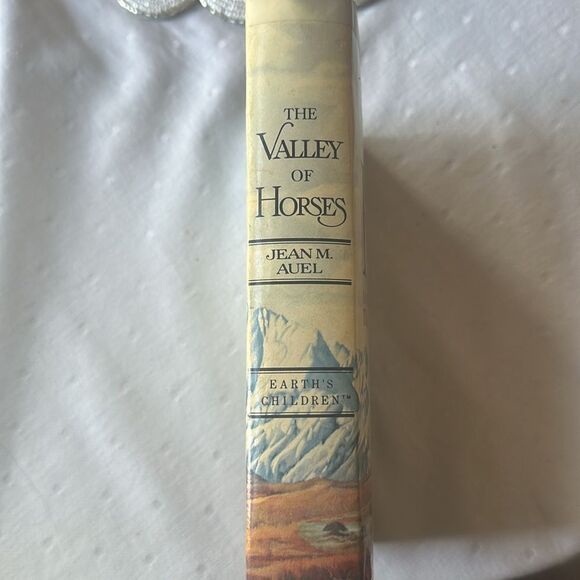 THE
VALLEY
OF
HORSES
JEAN M.
AUEL
EARTH'S
CHILDREN™